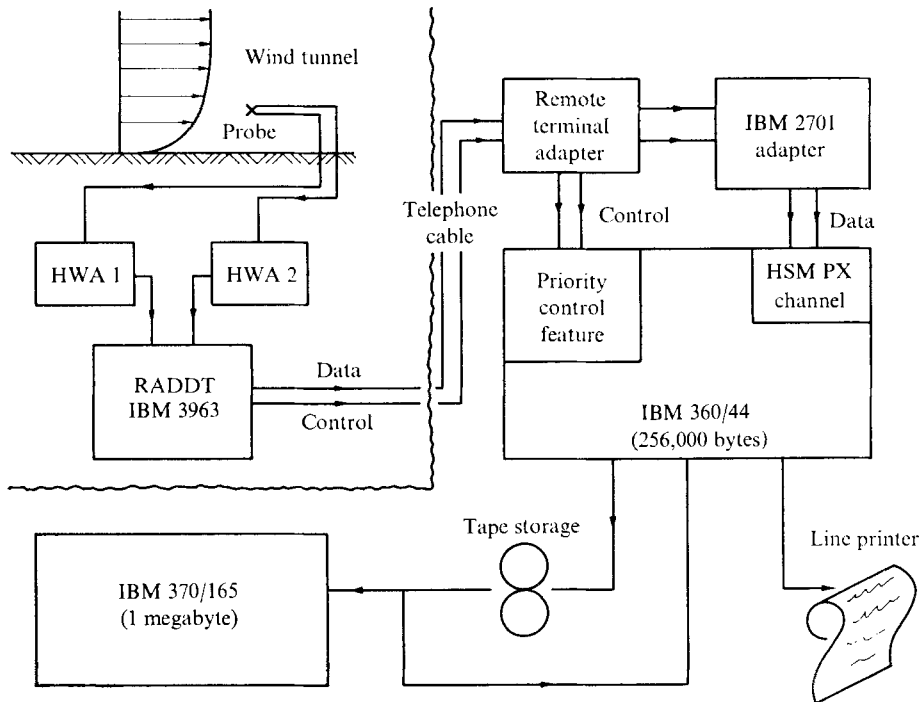 Wind tunnel
Probe
HWA 1
HWA 2
RADDT
IBM 3963
Data
Control
Telephone
cable
Remote
terminal
adapter
IBM 2701
adapter
Control
Data
Priority
control
feature
HSM PX
channel
IBM 360/44
(256,000 bytes)
Tape storage
Line printer
IBM 370/165
(1 megabyte)